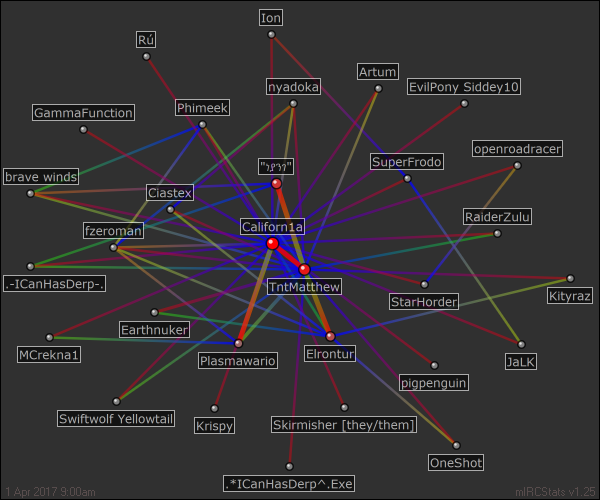 Ion
Rú
Artum
nyadoka
EvilPony Siddey10
Phimeek
GammaFunction
openroadracer
SuperFrodo
brave winds
Ciastex
RaiderZulu
Californ1a
fzeroman
.-ICanHasDerp-.
TntMatthew
Kityraz
StarHorder
Earthnuker
MCrekna1
Plasmawario
Elrontur
JaLK
pigpenguin
Swiftwolf Yellowtail
Krispy
Skirmisher [they/them]
OneShot
.*ICanHasDerp^.Exe
1 Apr 2017 9:00am
mIRCStats v1.25